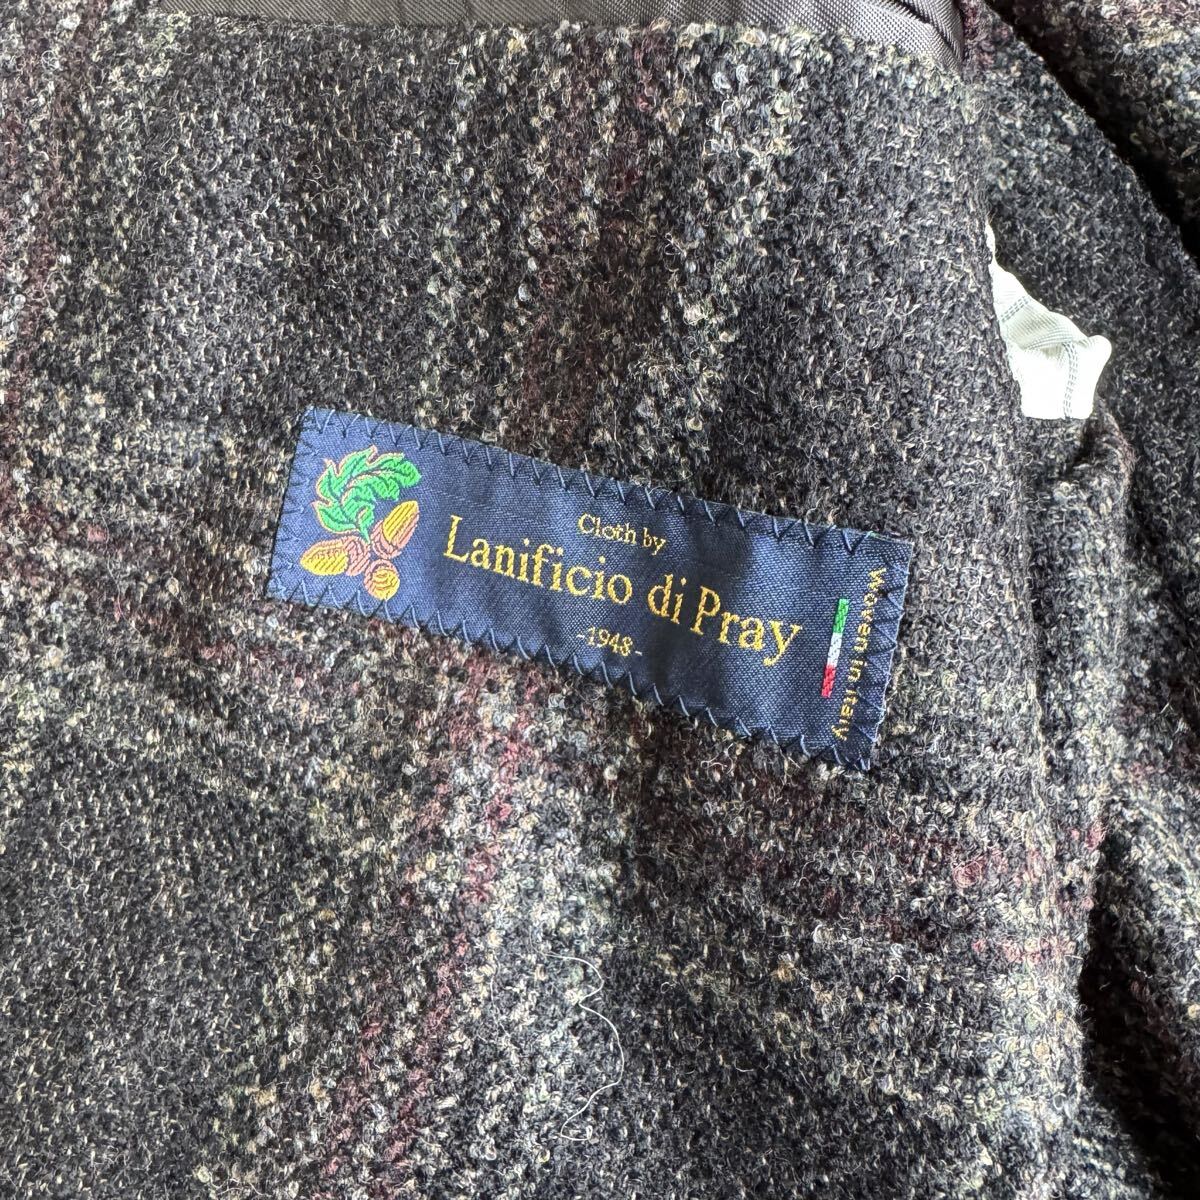 Cloth by
Lanificio di Pray
-1948-
Woven in Italy